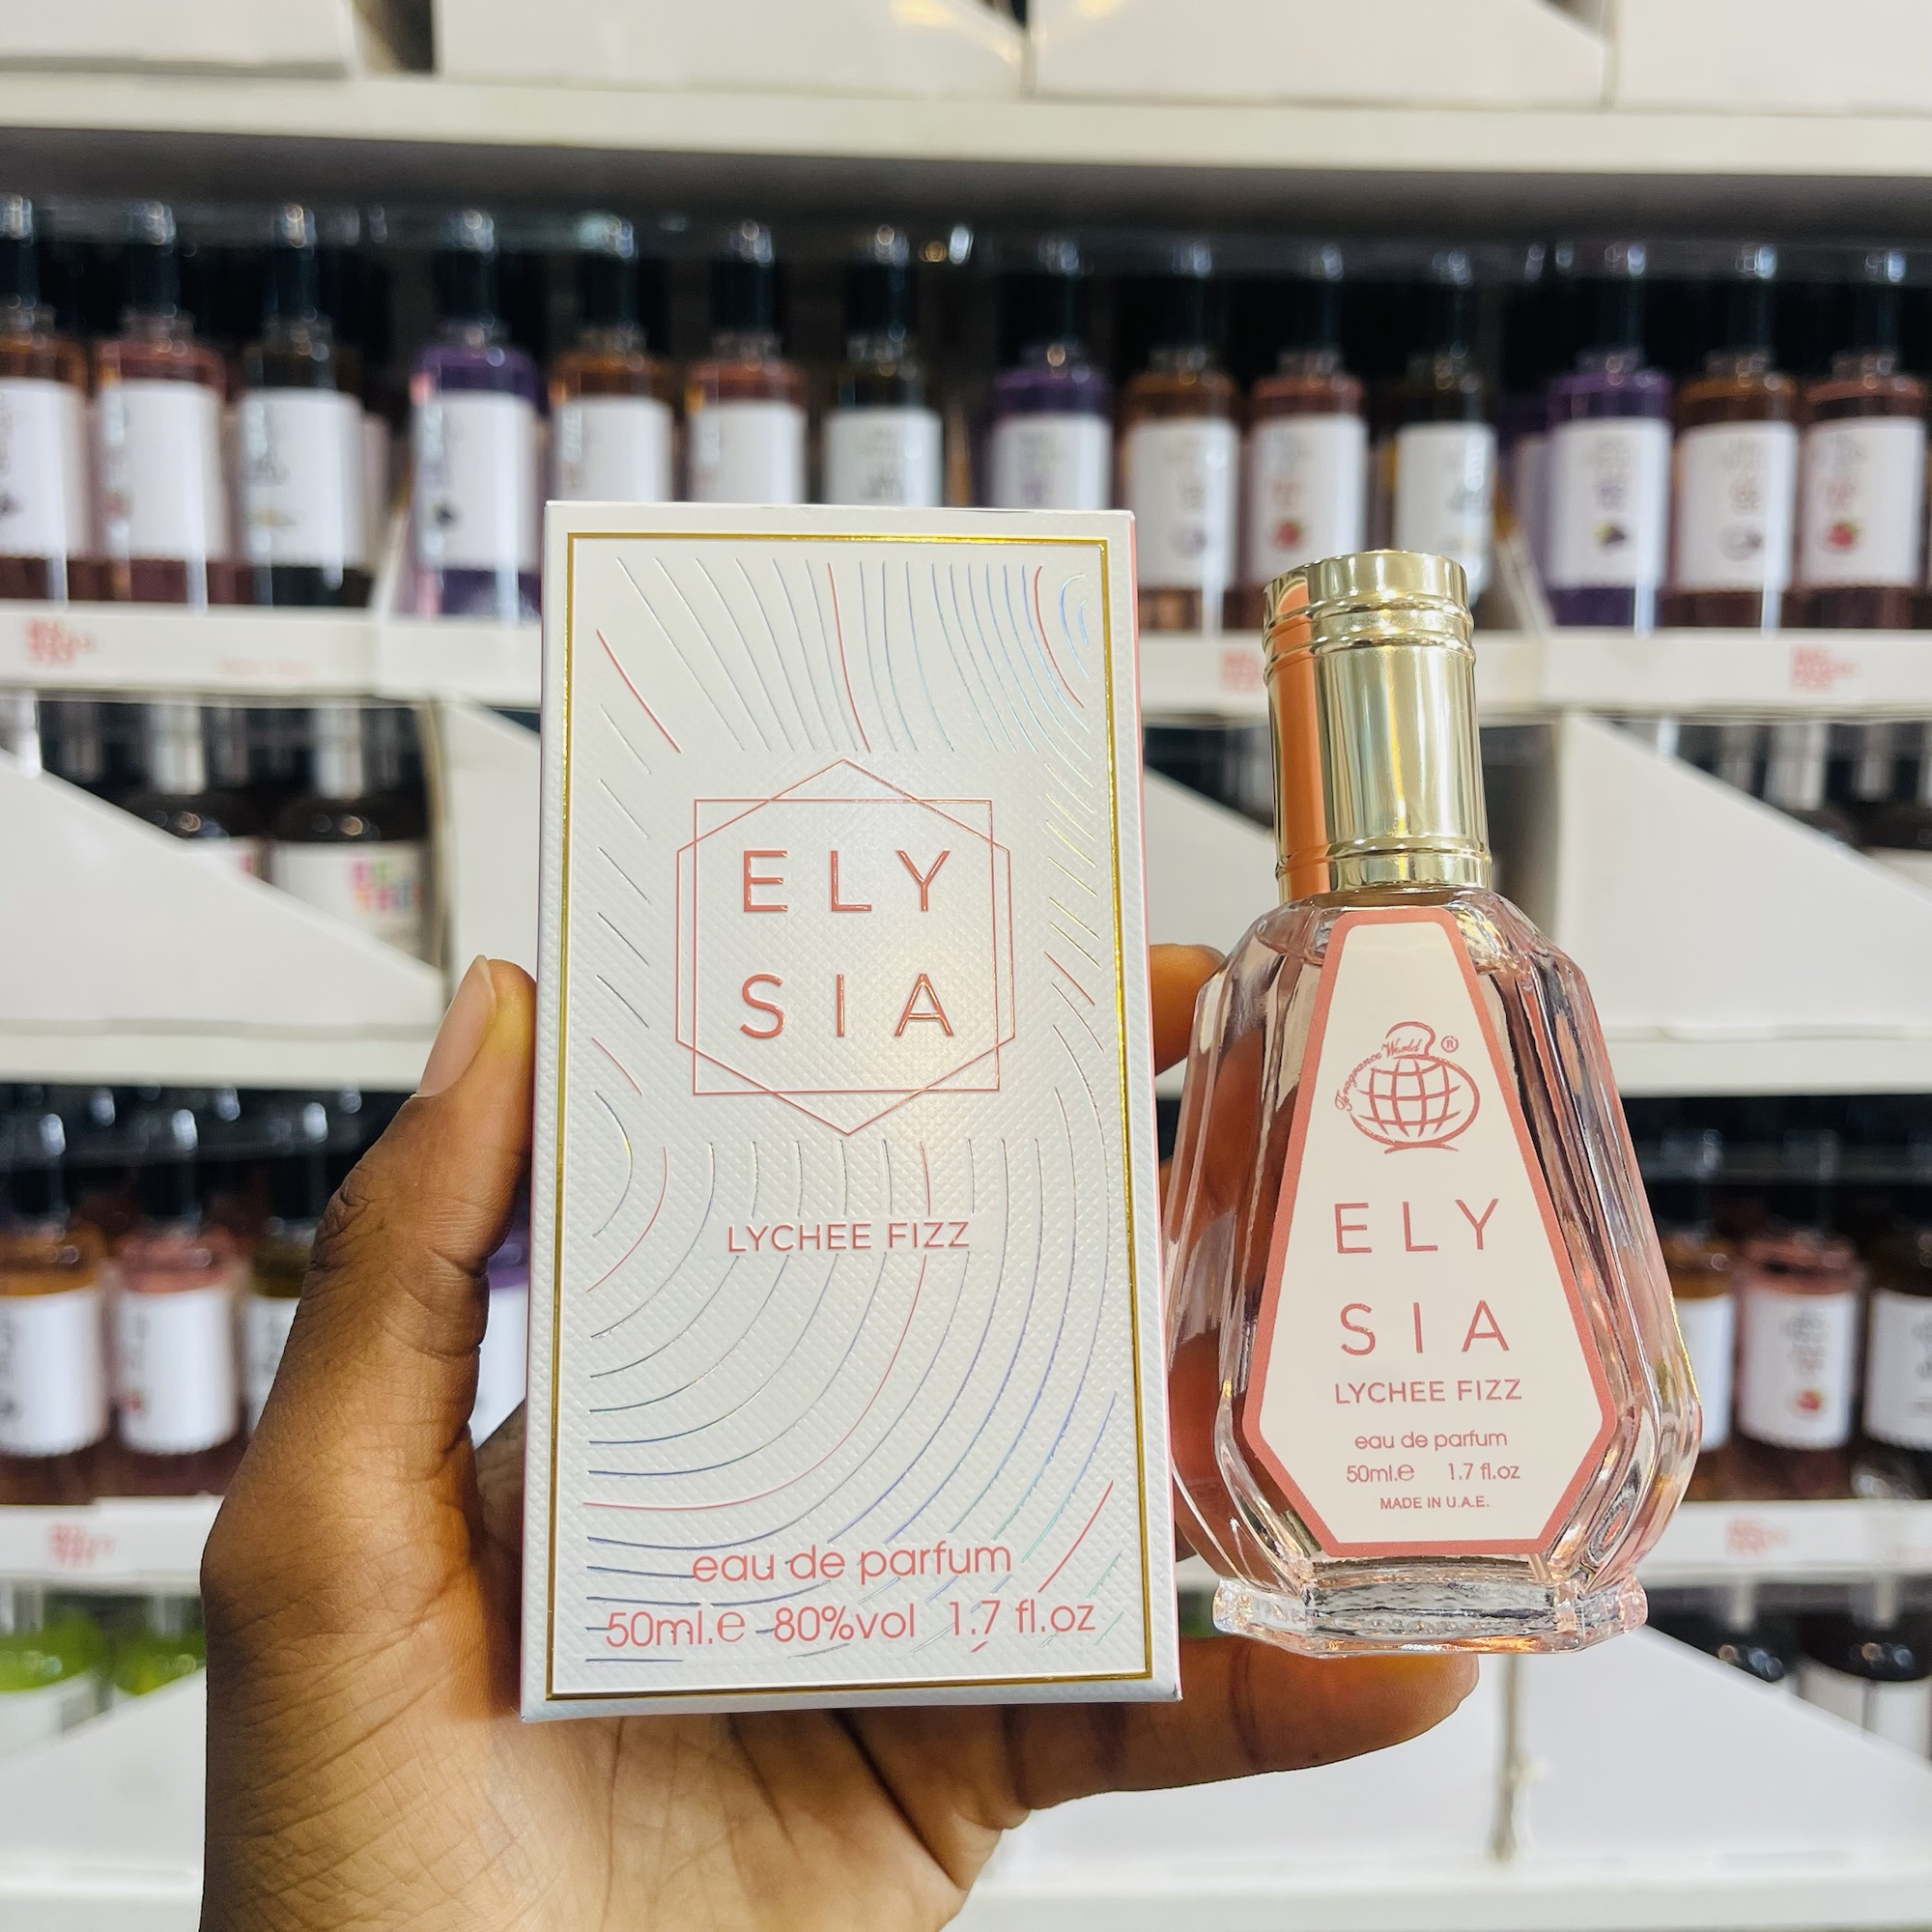 ELY
SIA
LYCHEE FIZZ
eau de parfum
50ml.e 80%vol 1.7 fl.oz
Fragrance World ®
ELY
SIA
LYCHEE FIZZ
eau de parfum
50ml.e 1.7 fl.oz
MADE IN U.A.E.